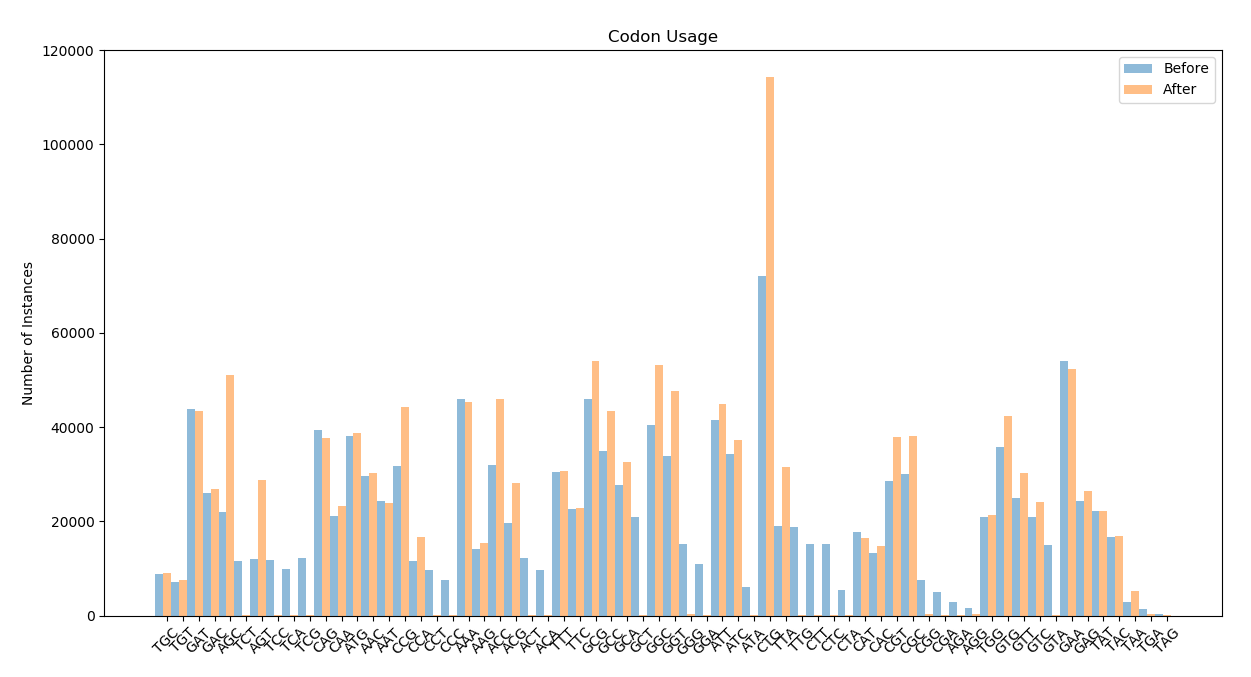 Codon Usage
Before
After
Number of Instances
120000
100000
80000
60000
40000
20000
0
TGC TGT GAT GAC AGC TCT AGT TCC TCA TCG CAG CAA ATG AAC AAT CCG CCA CCT CCC AAA AAG ACC ACG ACT ACA TTT TTC GCG GCC GCA GCT GGC GGT GGG GGA ATT ATC ATA CTG TTA TTG CTT CTC CTA CAT CAC CGT CGC CGG CGA AGA AGG TGG GTG GTT GTC GTA GAA GAG TAT TAC TAA TGA TAG